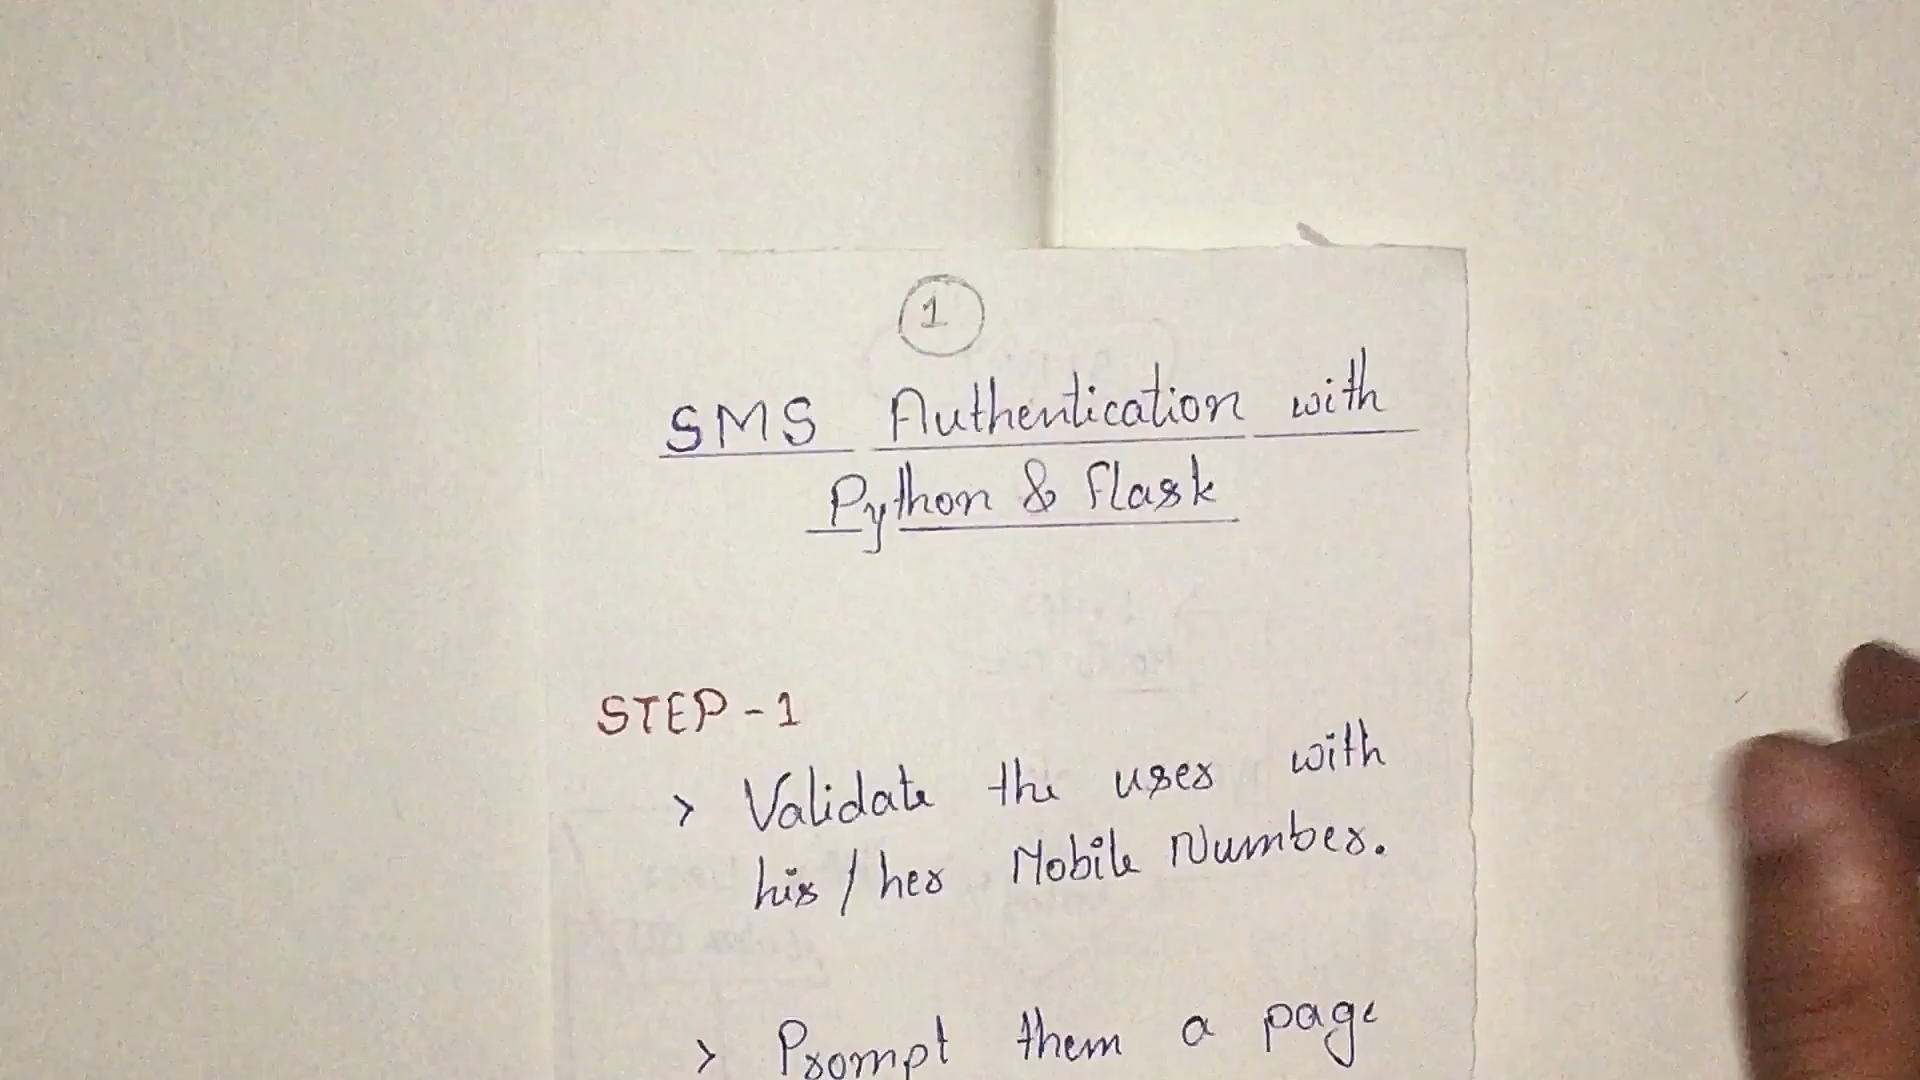 1
SMS Authentication with
Python & Flask
STEP - 1
> Validate the user with
his / her Mobile Number.
> Prompt them a page